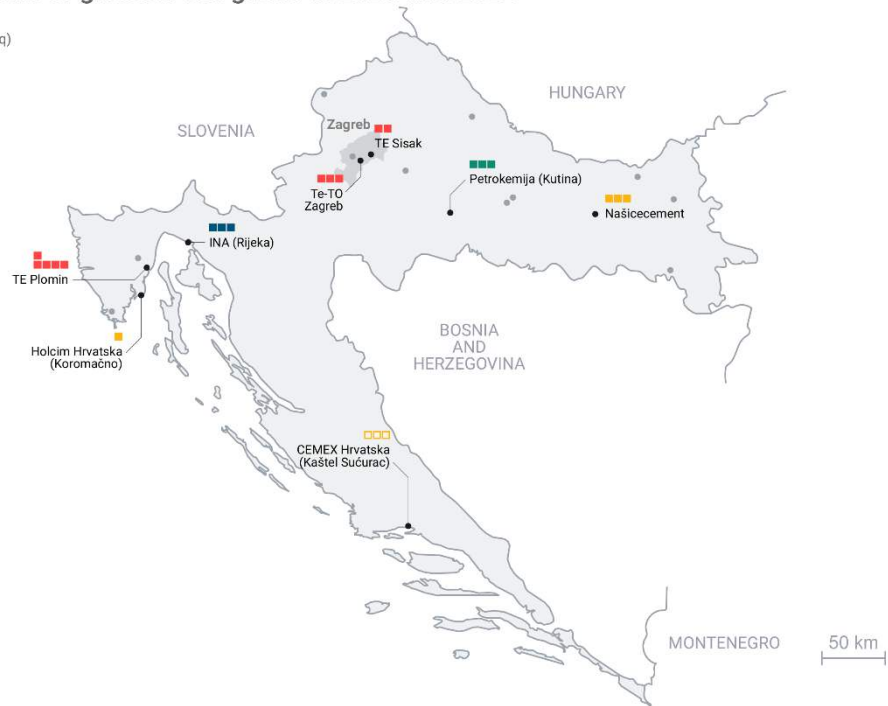 q)
HUNGARY
SLOVENIA
Zagreb
TE Sisak
Te-TO
Zagreb
Petrokemija (Kutina)
Našicecement
INA (Rijeka)
TE Plomin
Holcim Hrvatska
(Koromačno)
BOSNIA
AND
HERZEGOVINA
CEMEX Hrvatska
(Kaštel Sućurac)
MONTENEGRO
50 km